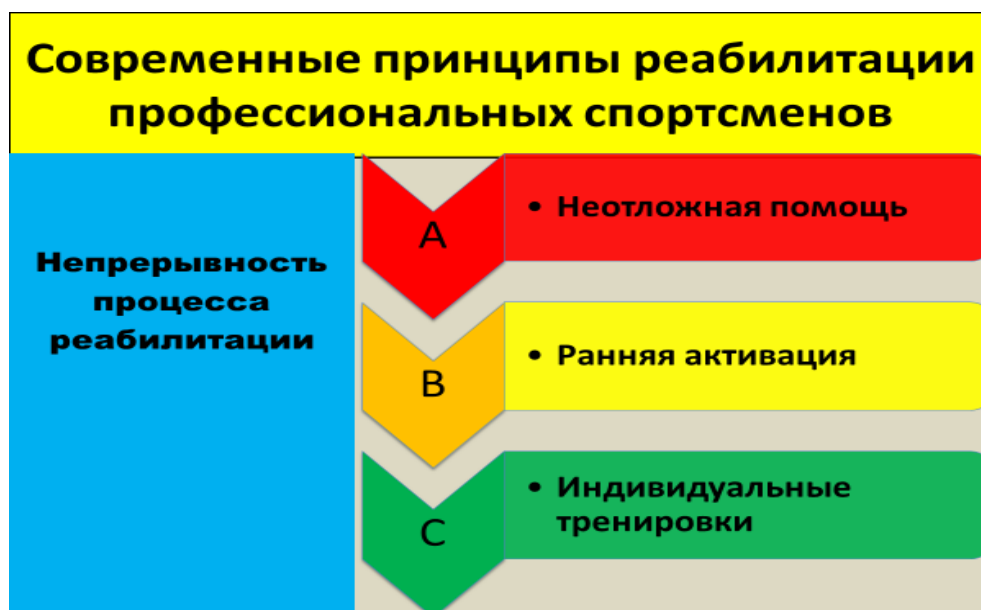 Современные принципы реабилитации
профессиональных спортсменов
Непрерывность
процесса
реабилитации
A
• Неотложная помощь
B
• Ранняя активация
C
• Индивидуальные
тренировки